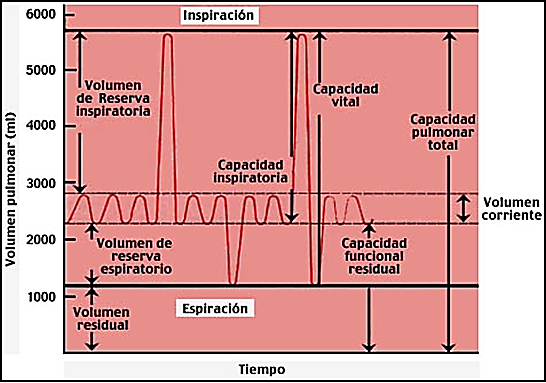 6000
Inspiración
5000
Volumen
de Reserva
inspiratoria
Capacidad
vital
Capacidad
pulmonar
total
4000
Capacidad
inspiratoria
3000
Volumen
corriente
2000
Volumen de
reserva
espiratorio
Capacidad
funcional
residual
1000
Volumen
residual
Espiración
Volumen pulmonar (ml)
Tiempo